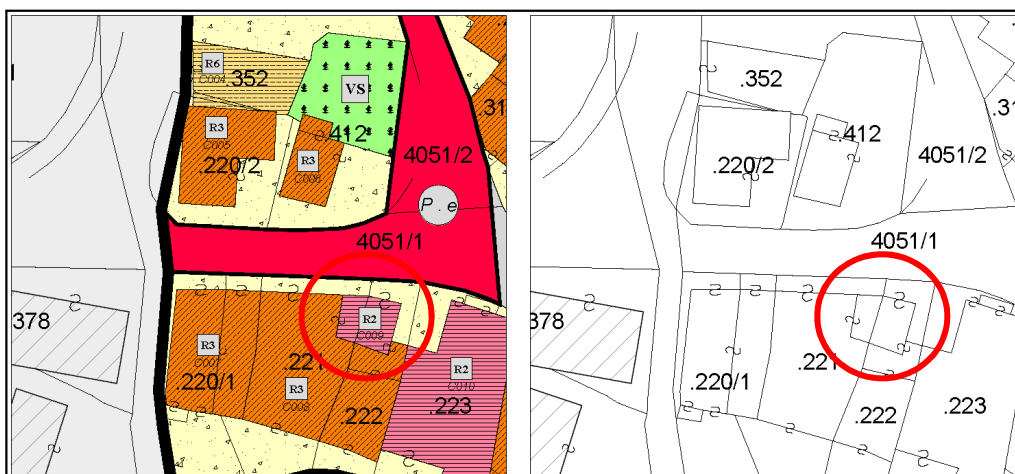 R6
C004
.352
VS
.31
R3
C005
.412
.220/2
R3
C006
4051/2
P.e
4051/1
378
R2
C009
R3
.221
.220/1
R3
C008
R2
C010
.222
.223
.352
.31
.412
.220/2
4051/2
4051/1
378
.221
.220/1
.222
.223